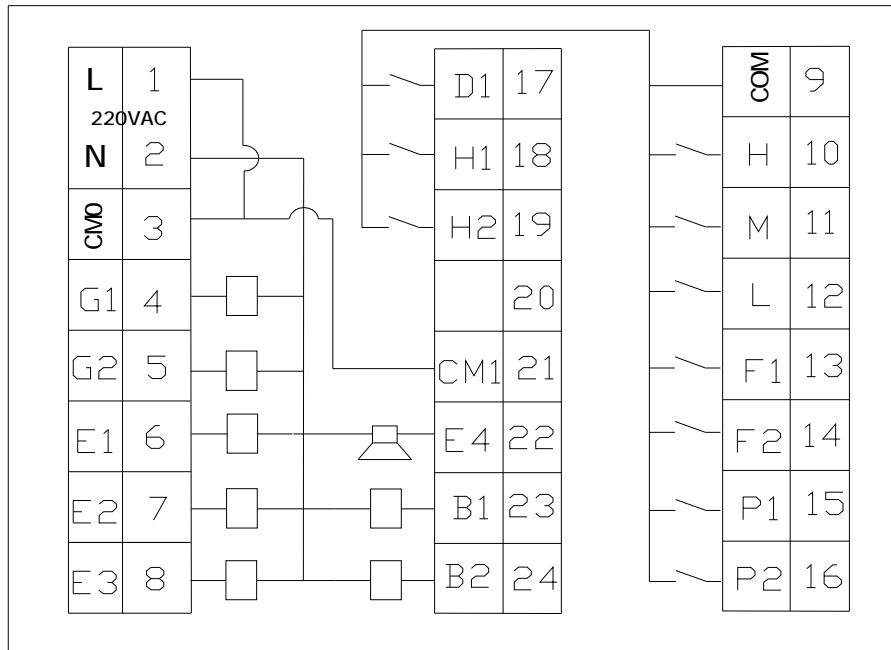 L 1
220VAC
N 2
CM0 3
G1 4
G2 5
E1 6
E2 7
E3 8
D1 17
H1 18
H2 19
20
CM1 21
E4 22
B1 23
B2 24
COM 9
H 10
M 11
L 12
F1 13
F2 14
P1 15
P2 16